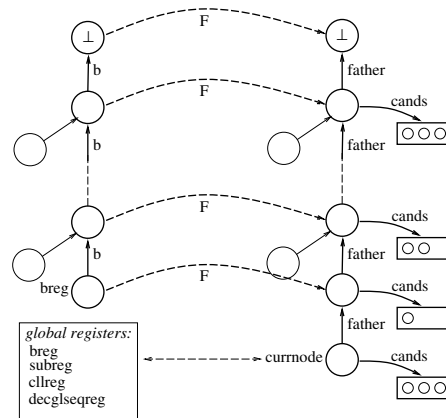 ⊥ F ⊥
b father
F cands
b father
F cands
b father
cands
breg F
father
global registers:
breg
subreg
cllreg
decglseqreg
currnode cands